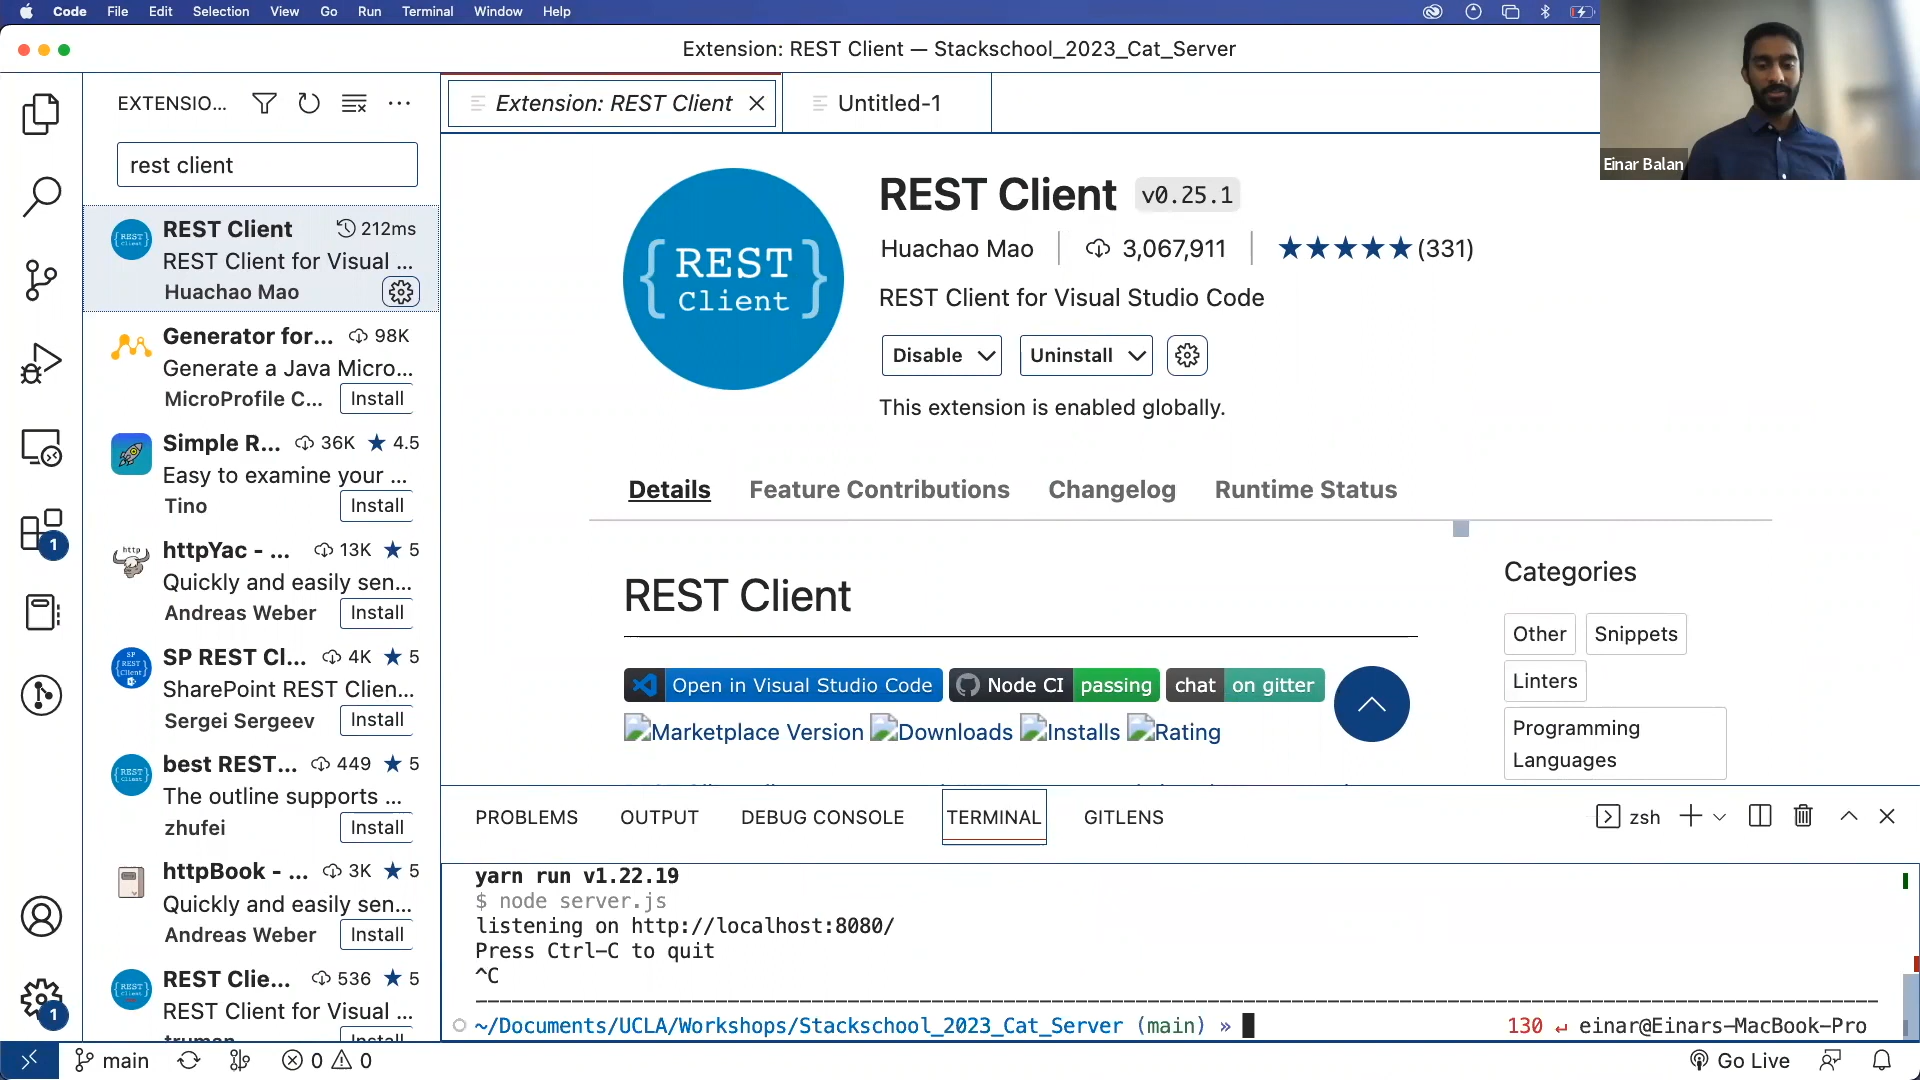 Code File Edit Selection View Go Run Terminal Window Help
Extension: REST Client — Stackschool_2023_Cat_Server
Einar Balan
EXTENSIO...
rest client
REST Client 212ms
REST Client for Visual ...
Huachao Mao
Generator for... 98K
Generate a Java Micro...
MicroProfile C... Install
Simple R... 36K 4.5
Easy to examine your ...
Tino Install
httpYac - ... 13K 5
Quickly and easily sen...
Andreas Weber Install
SP REST Cl... 4K 5
SharePoint REST Clien...
Sergei Sergeev Install
best REST... 449 5
The outline supports ...
zhufei Install
httpBook - ... 3K 5
Quickly and easily sen...
Andreas Weber Install
REST Clie... 536 5
REST Client for Visual ...
1
1
Extension: REST Client Untitled-1
{ REST Client }
REST Client v0.25.1
Huachao Mao 3,067,911 ★★★★★(331)
REST Client for Visual Studio Code
Disable Uninstall
This extension is enabled globally.
Details Feature Contributions Changelog Runtime Status
REST Client
Open in Visual Studio Code Node CI passing chat on gitter
Marketplace Version Downloads Installs Rating
Categories
Other Snippets
Linters
Programming
Languages
PROBLEMS OUTPUT DEBUG CONSOLE TERMINAL GITLENS zsh
yarn run v1.22.19
$ node server.js
listening on http://localhost:8080/
Press Ctrl-C to quit
^C
~/Documents/UCLA/Workshops/Stackschool_2023_Cat_Server (main) » 130 ↵ einar@Einars-MacBook-Pro
main 0 0 Go Live